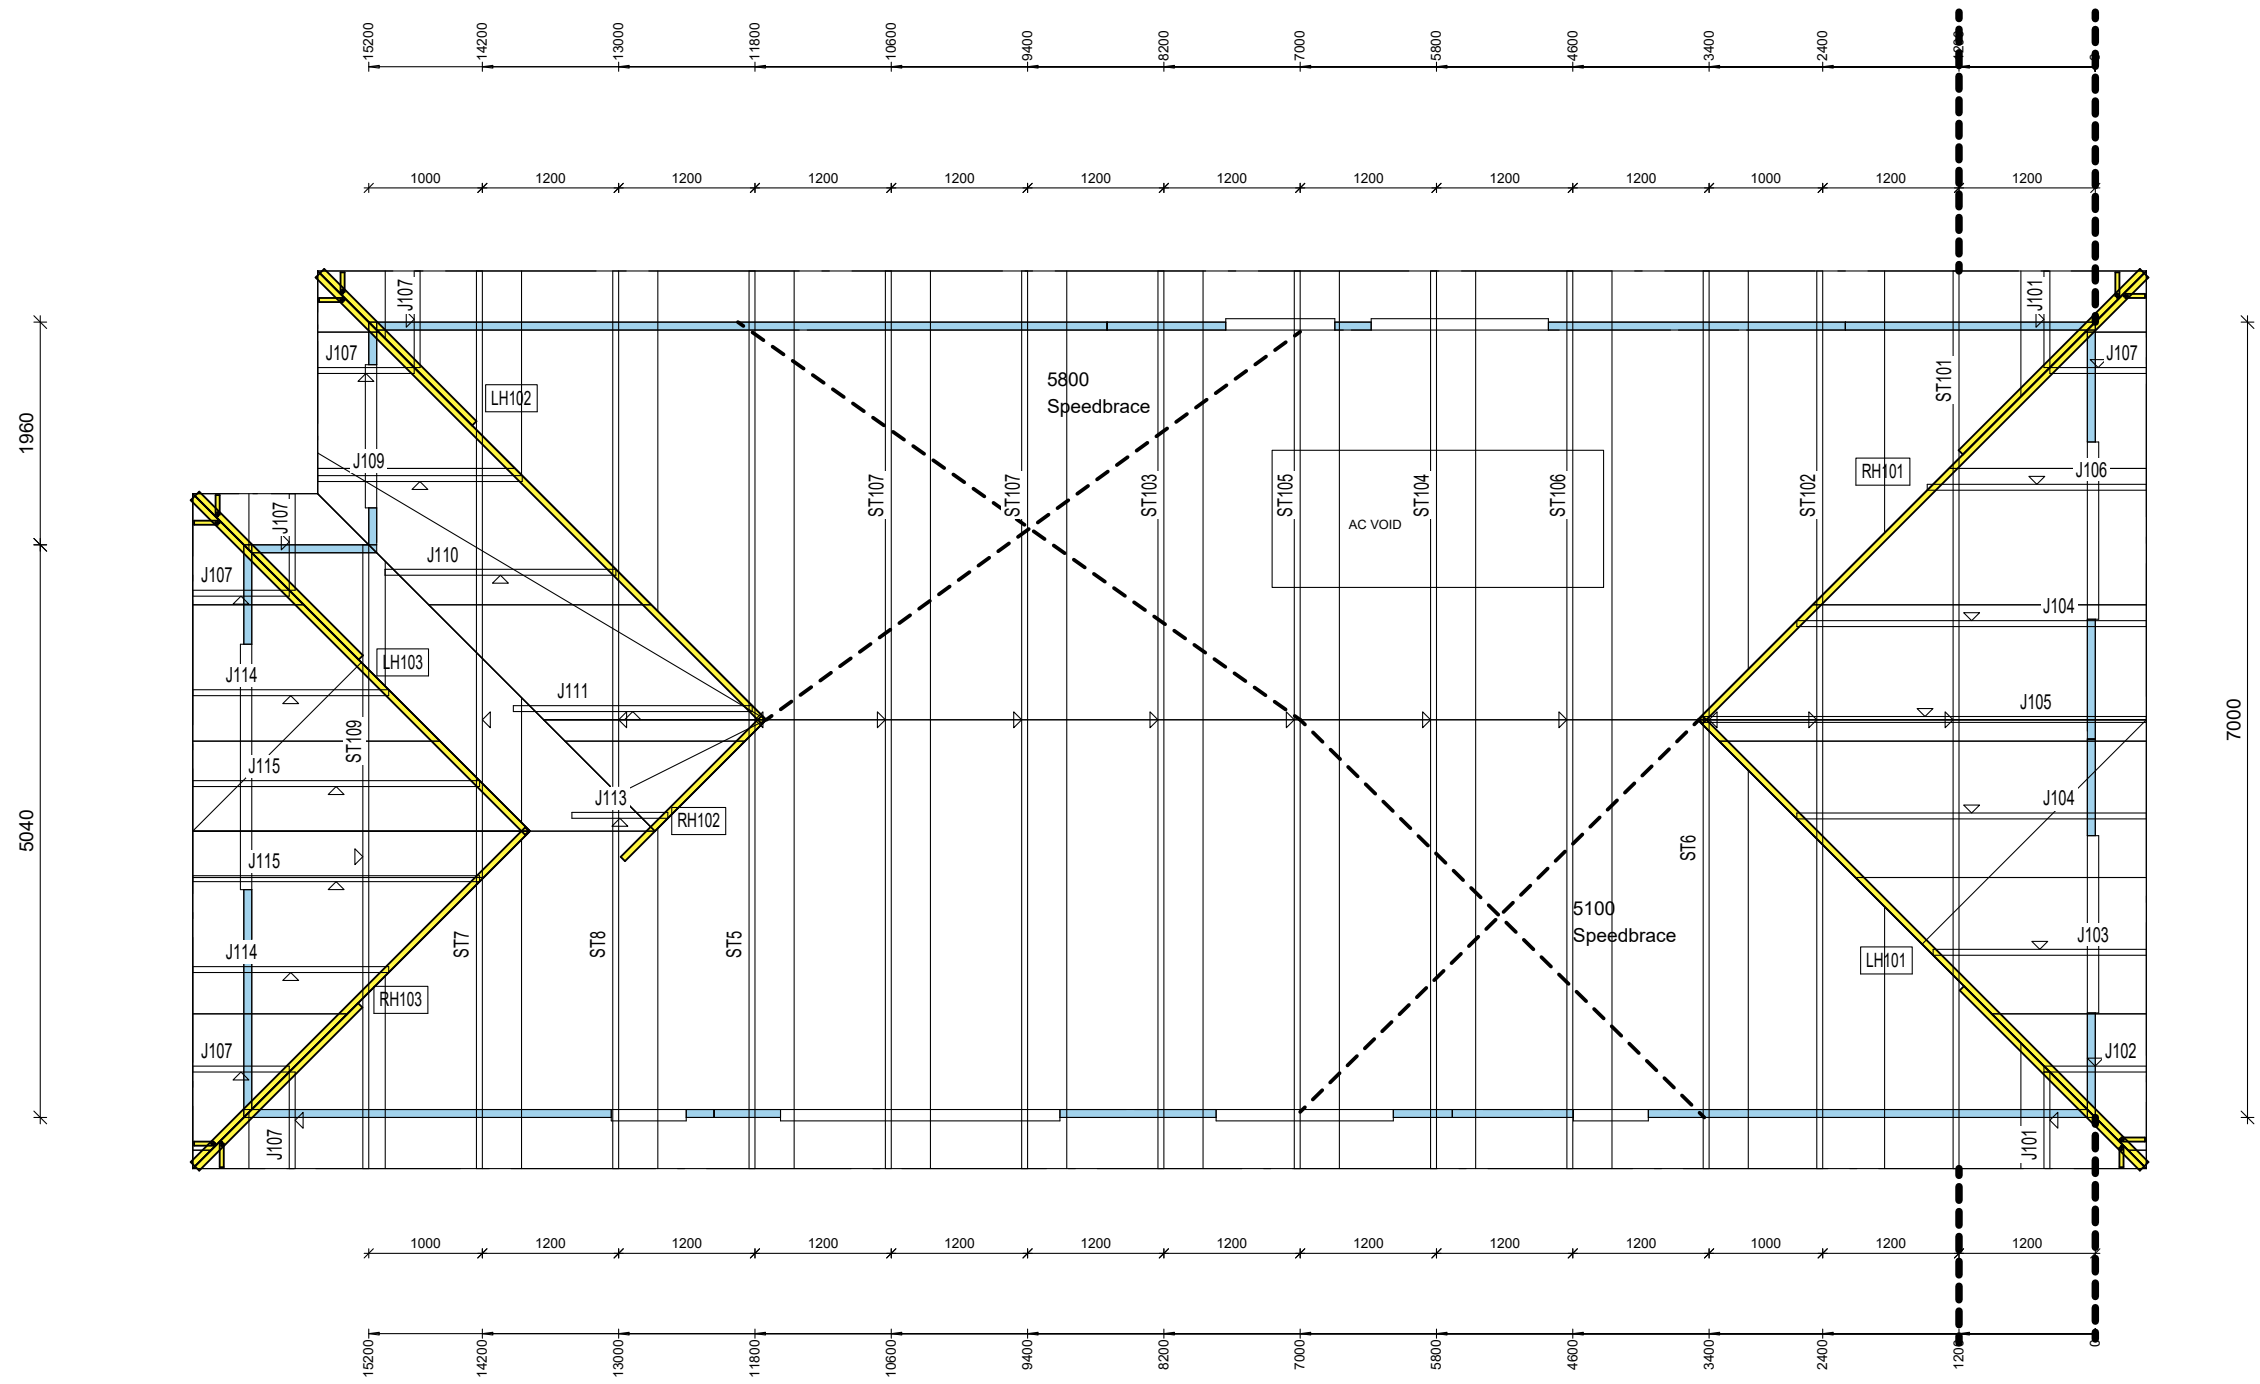 15200
14200
13000
11800
10600
9400
8200
7000
5800
4600
3400
2400
1200
1000
1200
1200
1200
1200
1200
1200
1200
1200
1200
1000
1200
1200
J107
J101
J107
5800
Speedbrace
J107
LH102
ST101
1960
J109
RH101
J106
ST107
ST107
ST103
ST105
ST104
ST106
ST102
J107
AC VOID
J110
J107
J104
LH103
J114
J111
J105
7000
ST109
J115
J113
J104
RH102
5040
ST6
J115
5100
Speedbrace
J114
ST7
ST8
ST5
J103
LH101
RH103
J107
J102
J107
J101
1000
1200
1200
1200
1200
1200
1200
1200
1200
1200
1000
1200
1200
15200
14200
13000
11800
10600
9400
8200
7000
5800
4600
3400
2400
1200
0